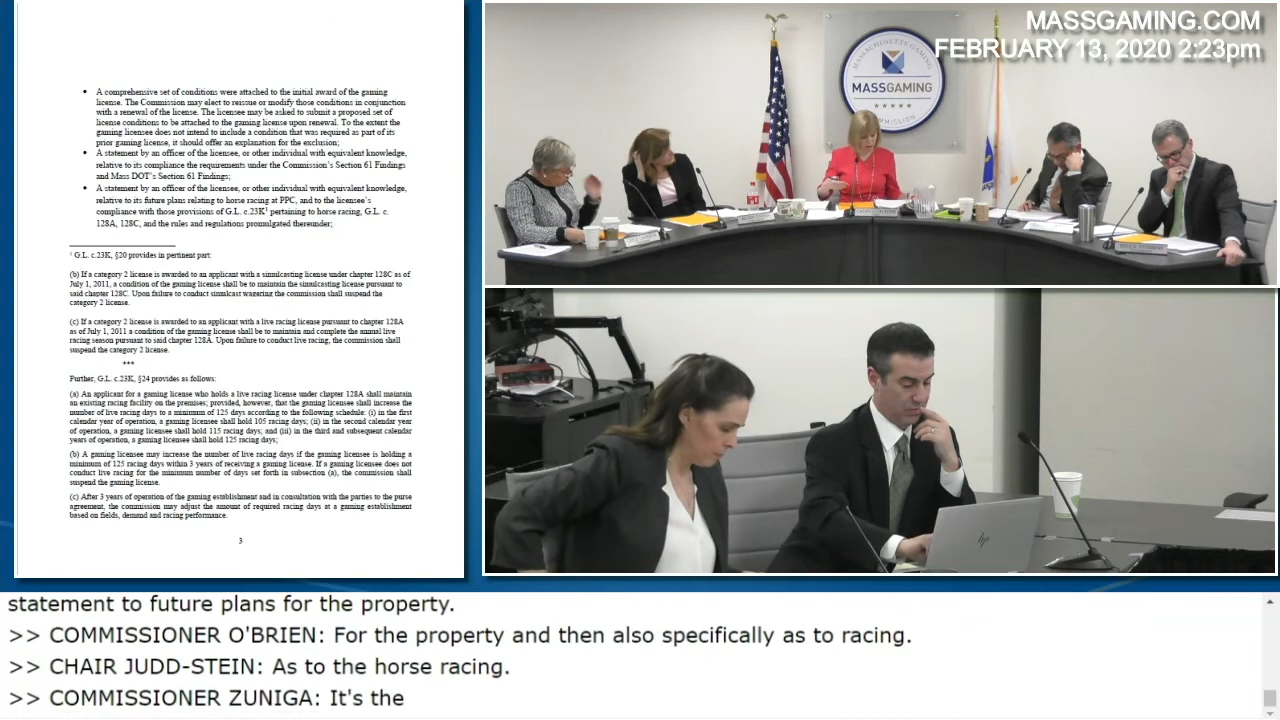 MASSGAMING.COM
FEBRUARY 13, 2020 2:23pm
MASSACHUSETTS GAMING
MASSGAMING
COMMISSION
• A comprehensive set of conditions were attached to the initial award of the gaming
license. The Commission may elect to reissue or modify those conditions in conjunction
with a renewal of the license. The licensee may be asked to submit a proposed set of
license conditions to be attached to the gaming license upon renewal. To the extent the
gaming licensee does not intend to include a condition that was required as part of its
prior gaming license, it should offer an explanation for the exclusion;
• A statement by an officer of the licensee, or other individual with equivalent knowledge,
relative to its compliance the requirements under the Commission's Section 61 Findings
and Mass DOT's Section 61 Findings;
• A statement by an officer of the licensee, or other individual with equivalent knowledge,
relative to its future plans relating to horse racing at PPC, and to the licensee's
compliance with those provisions of G.L. c.23K¹ pertaining to horse racing, G.L. c.
128A, 128C, and the rules and regulations promulgated thereunder;
¹ G.L. c.23K, §20 provides in pertinent part:
(b) If a category 2 license is awarded to an applicant with a simulcasting license under chapter 128C as of
July 1, 2011, a condition of the gaming license shall be to maintain the simulcasting license pursuant to
said chapter 128C. Upon failure to conduct simulcast wagering the commission shall suspend the
category 2 license.
(c) If a category 2 license is awarded to an applicant with a live racing license pursuant to chapter 128A
as of July 1, 2011 a condition of the gaming license shall be to maintain and complete the annual live
racing season pursuant to said chapter 128A. Upon failure to conduct live racing, the commission shall
suspend the category 2 license.
***
Further, G.L. c.23K, §24 provides as follows:
(a) An applicant for a gaming license who holds a live racing license under chapter 128A shall maintain
an existing racing facility on the premises; provided, however, that the gaming licensee shall increase the
number of live racing days to a minimum of 125 days according to the following schedule: (i) in the first
calendar year of operation, a gaming licensee shall hold 105 racing days; (ii) in the second calendar year
of operation, a gaming licensee shall hold 115 racing days; and (iii) in the third and subsequent calendar
years of operation, a gaming licensee shall hold 125 racing days;
(b) A gaming licensee may increase the number of live racing days if the gaming licensee is holding a
minimum of 125 racing days within 3 years of receiving a gaming license. If a gaming licensee does not
conduct live racing for the minimum number of days set forth in subsection (a), the commission shall
suspend the gaming license.
(c) After 3 years of operation of the gaming establishment and in consultation with the parties to the purse
agreement, the commission may adjust the amount of required racing days at a gaming establishment
based on fields, demand and racing performance.
3
hp
statement to future plans for the property.
>> COMMISSIONER O'BRIEN: For the property and then also specifically as to racing.
>> CHAIR JUDD-STEIN: As to the horse racing.
>> COMMISSIONER ZUNIGA: It's the